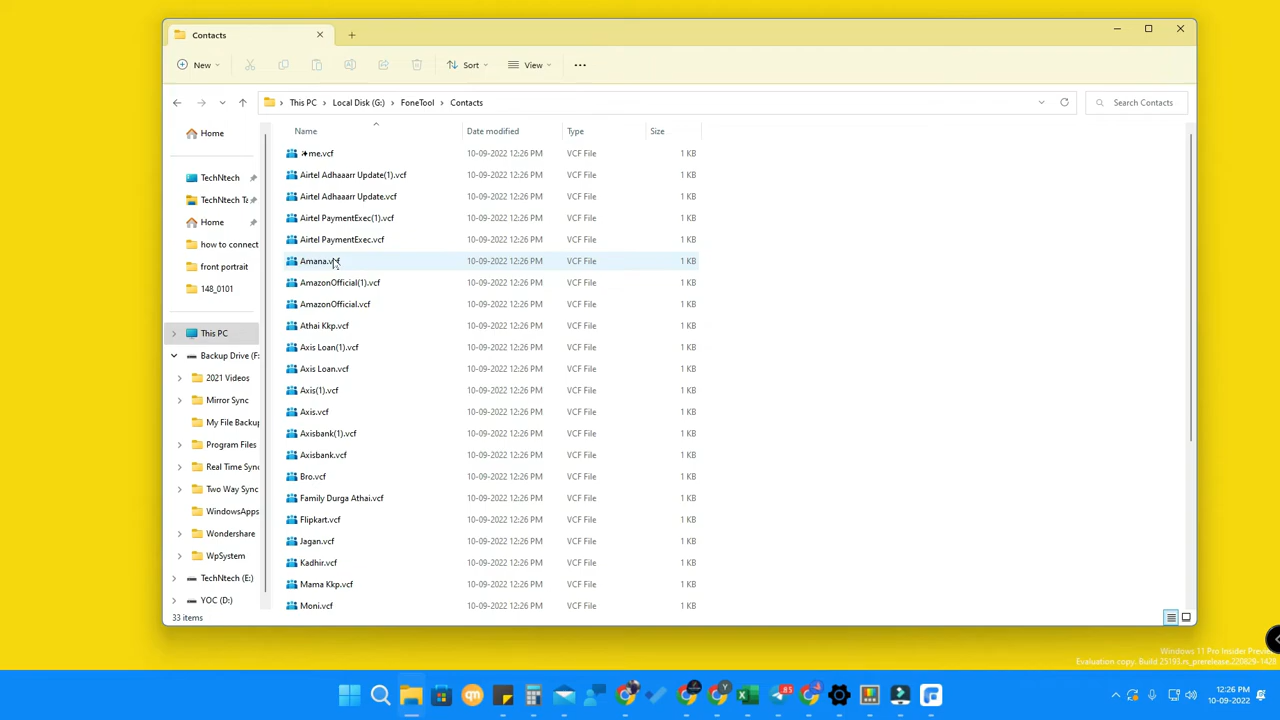 Contacts
New
Sort
View
This PC
Local Disk (G:)
FoneTool
Contacts
Search Contacts
Home
TechNtech
TechNtech Ta
Home
how to connect
front portrait
148_0101
This PC
Backup Drive (F:
2021 Videos
Mirror Sync
My File Backup
Program Files
Real Time Sync
Two Way Sync
WindowsApps
Wondershare
WpSystem
TechNtech (E:)
YOC (D:)
Name Date modified Type Size
me.vcf 10-09-2022 12:26 PM VCF File 1 KB
Airtel Adhaaarr Update(1).vcf 10-09-2022 12:26 PM VCF File 1 KB
Airtel Adhaaarr Update.vcf 10-09-2022 12:26 PM VCF File 1 KB
Airtel PaymentExec(1).vcf 10-09-2022 12:26 PM VCF File 1 KB
Airtel PaymentExec.vcf 10-09-2022 12:26 PM VCF File 1 KB
Amana.vcf 10-09-2022 12:26 PM VCF File 1 KB
AmazonOfficial(1).vcf 10-09-2022 12:26 PM VCF File 1 KB
AmazonOfficial.vcf 10-09-2022 12:26 PM VCF File 1 KB
Athai Kkp.vcf 10-09-2022 12:26 PM VCF File 1 KB
Axis Loan(1).vcf 10-09-2022 12:26 PM VCF File 1 KB
Axis Loan.vcf 10-09-2022 12:26 PM VCF File 1 KB
Axis(1).vcf 10-09-2022 12:26 PM VCF File 1 KB
Axis.vcf 10-09-2022 12:26 PM VCF File 1 KB
Axisbank(1).vcf 10-09-2022 12:26 PM VCF File 1 KB
Axisbank.vcf 10-09-2022 12:26 PM VCF File 1 KB
Bro.vcf 10-09-2022 12:26 PM VCF File 1 KB
Family Durga Athai.vcf 10-09-2022 12:26 PM VCF File 1 KB
Flipkart.vcf 10-09-2022 12:26 PM VCF File 1 KB
Jagan.vcf 10-09-2022 12:26 PM VCF File 1 KB
Kadhir.vcf 10-09-2022 12:26 PM VCF File 1 KB
Mama Kkp.vcf 10-09-2022 12:26 PM VCF File 1 KB
Moni.vcf 10-09-2022 12:26 PM VCF File 1 KB
33 items
Windows 11 Pro Insider Previe
Evaluation copy. Build 25193.rs_prerelease.220829-1428
12:26 PM
10-09-2022